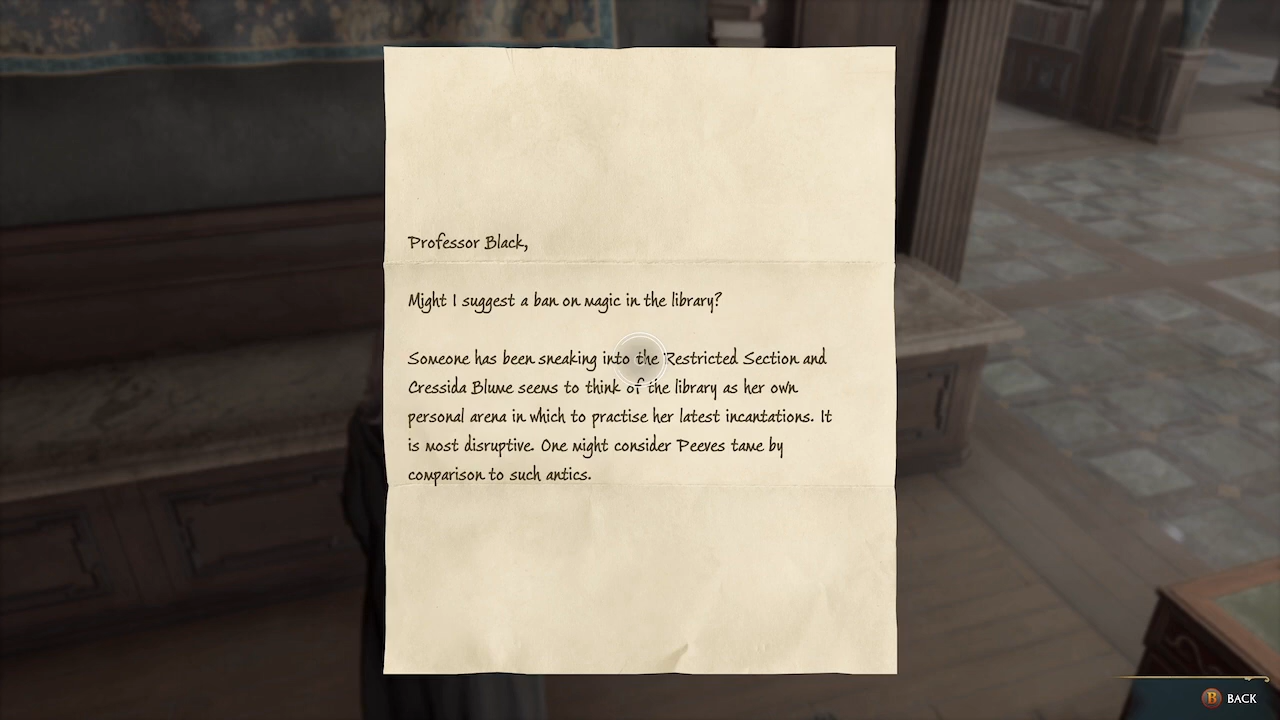 Professor Black,
Might I suggest a ban on magic in the library?
Someone has been sneaking into the Restricted Section and
Cressida Blume seems to think of the library as her own
personal arena in which to practise her latest incantations. It
is most disruptive. One might consider Peeves tame by
comparison to such antics.
B BACK